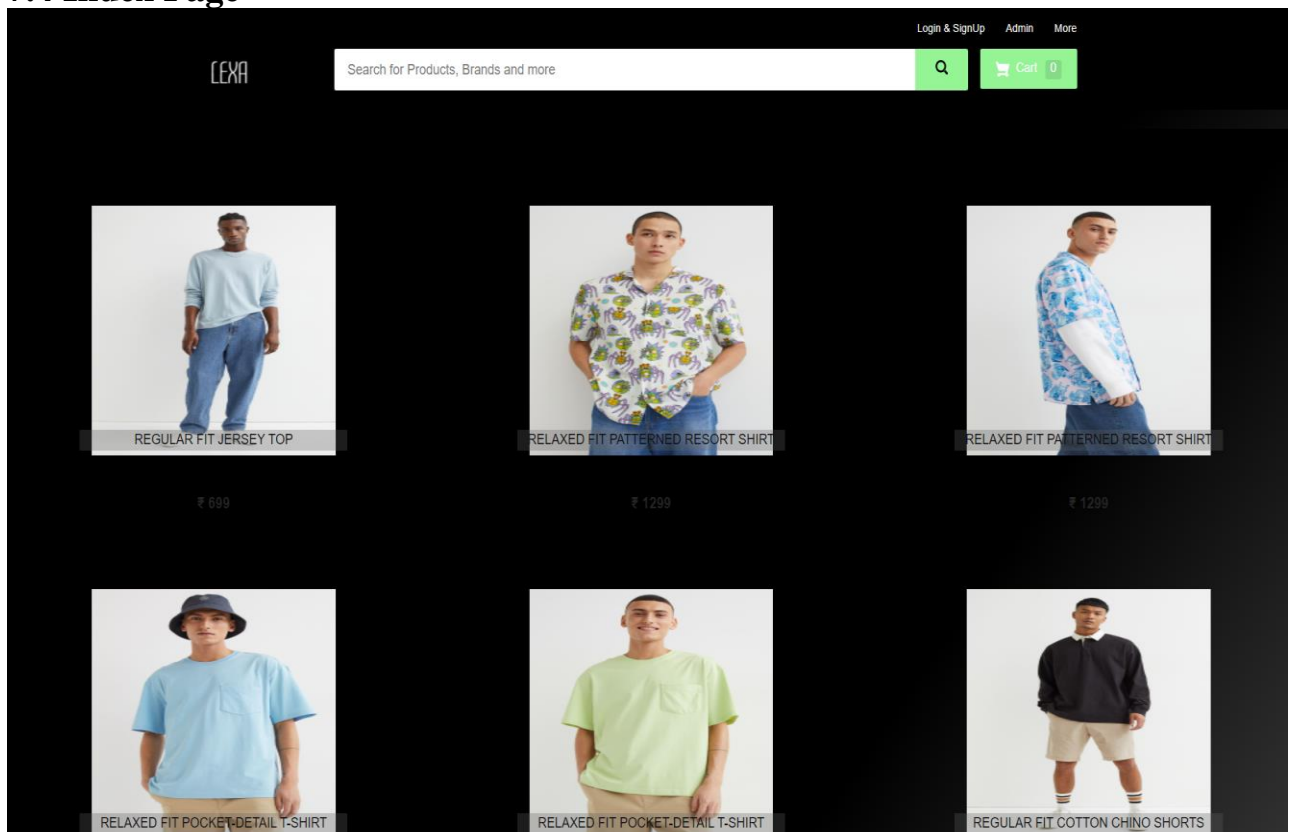 Login & SignUp Admin More
LEXA
Search for Products, Brands and more
Cart 0
REGULAR FIT JERSEY TOP
RELAXED FIT PATTERNED RESORT SHIRT
RELAXED FIT PATTERNED RESORT SHIRT
₹ 699
₹ 1299
₹ 1299
RELAXED FIT POCKET-DETAIL T-SHIRT
RELAXED FIT POCKET-DETAIL T-SHIRT
REGULAR FIT COTTON CHINO SHORTS